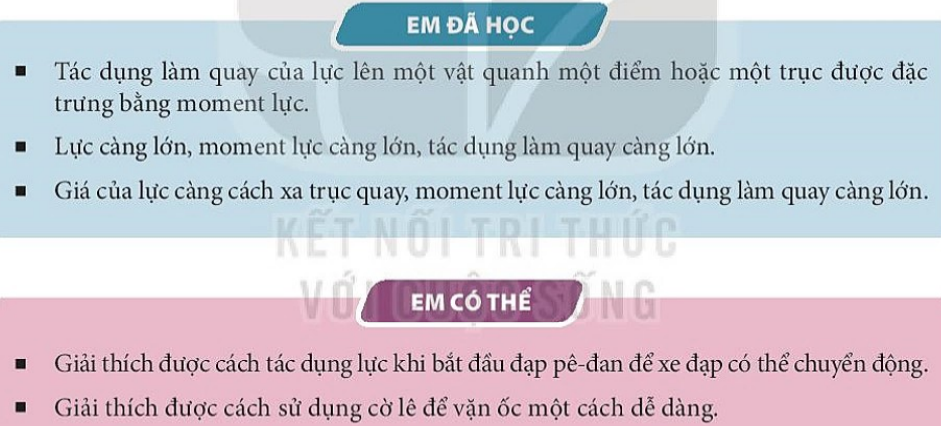 EM ĐÃ HỌC
▪ Tác dụng làm quay của lực lên một vật quanh một điểm hoặc một trục được đặc
trưng bằng moment lực.
▪ Lực càng lớn, moment lực càng lớn, tác dụng làm quay càng lớn.
▪ Giá của lực càng cách xa trục quay, moment lực càng lớn, tác dụng làm quay càng lớn.
KẾT NỐI TRI THỨC
VỚI CUỘC SỐNG
EM CÓ THỂ
▪ Giải thích được cách tác dụng lực khi bắt đầu đạp pê-đan để xe đạp có thể chuyển động.
▪ Giải thích được cách sử dụng cờ lê để vặn ốc một cách dễ dàng.